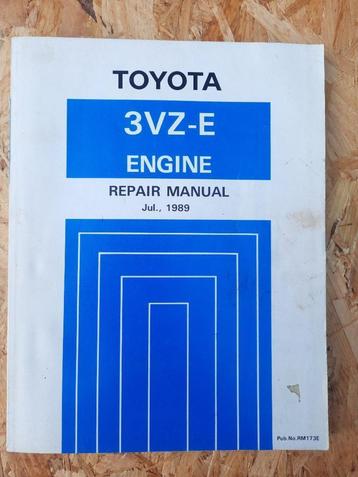 TOYOTA
3VZ-E
ENGINE
REPAIR MANUAL
Jul., 1989
Pub.No.RM173E